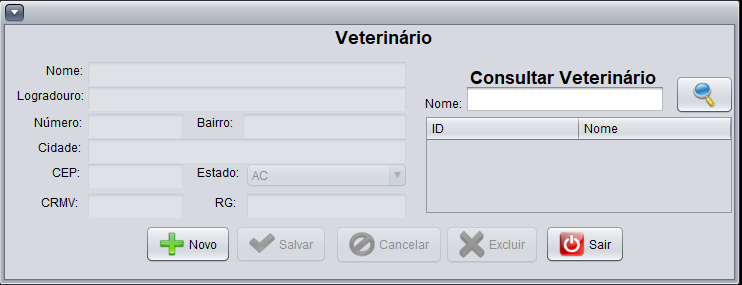 Veterinário
Nome:
Logradouro:
Número: Bairro:
Cidade:
CEP: Estado: AC
CRMV: RG:
Consultar Veterinário
Nome:
ID Nome
Novo Salvar Cancelar Excluir Sair